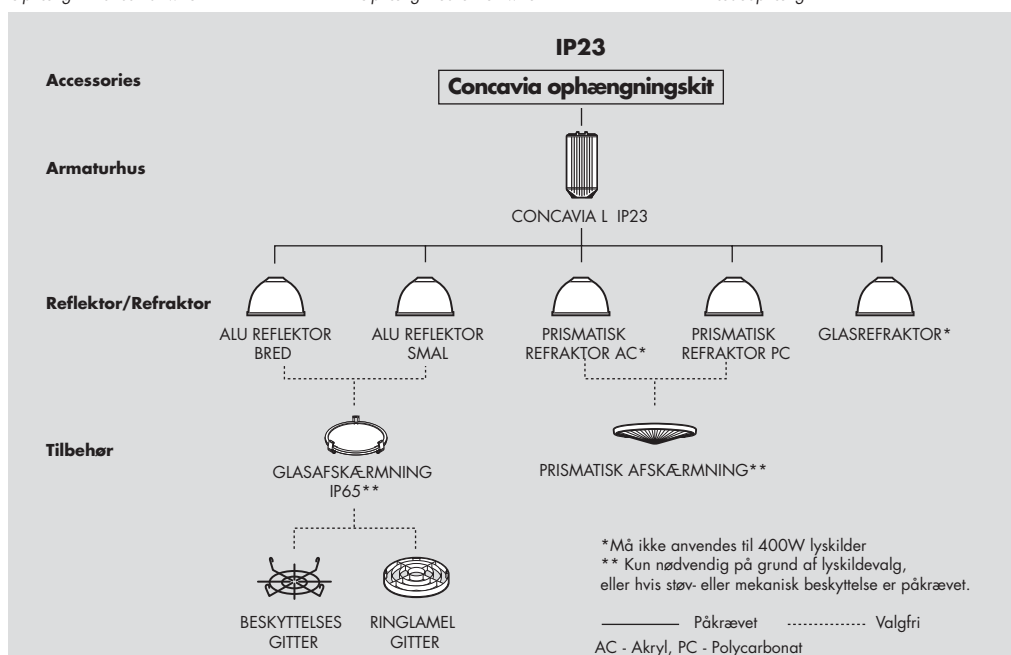 IP23
Accessories
Concavia ophængningskit
Armaturhus
CONCAVIA L IP23
Reflektor/Refraktor
ALU REFLEKTOR
BRED
ALU REFLEKTOR
SMAL
PRISMATISK
REFRAKTOR AC*
PRISMATISK
REFRAKTOR PC
GLASREFRAKTOR*
Tilbehør
GLASAFSKÆRMNING
IP65**
PRISMATISK AFSKÆRMNING**
BESKYTTELSES
GITTER
RINGLAMEL
GITTER
*Må ikke anvendes til 400W lyskilder
** Kun nødvendig på grund af lyskildevalg,
eller hvis støv- eller mekanisk beskyttelse er påkrævet.
Påkrævet Valgfri
AC - Akryl, PC - Polycarbonat